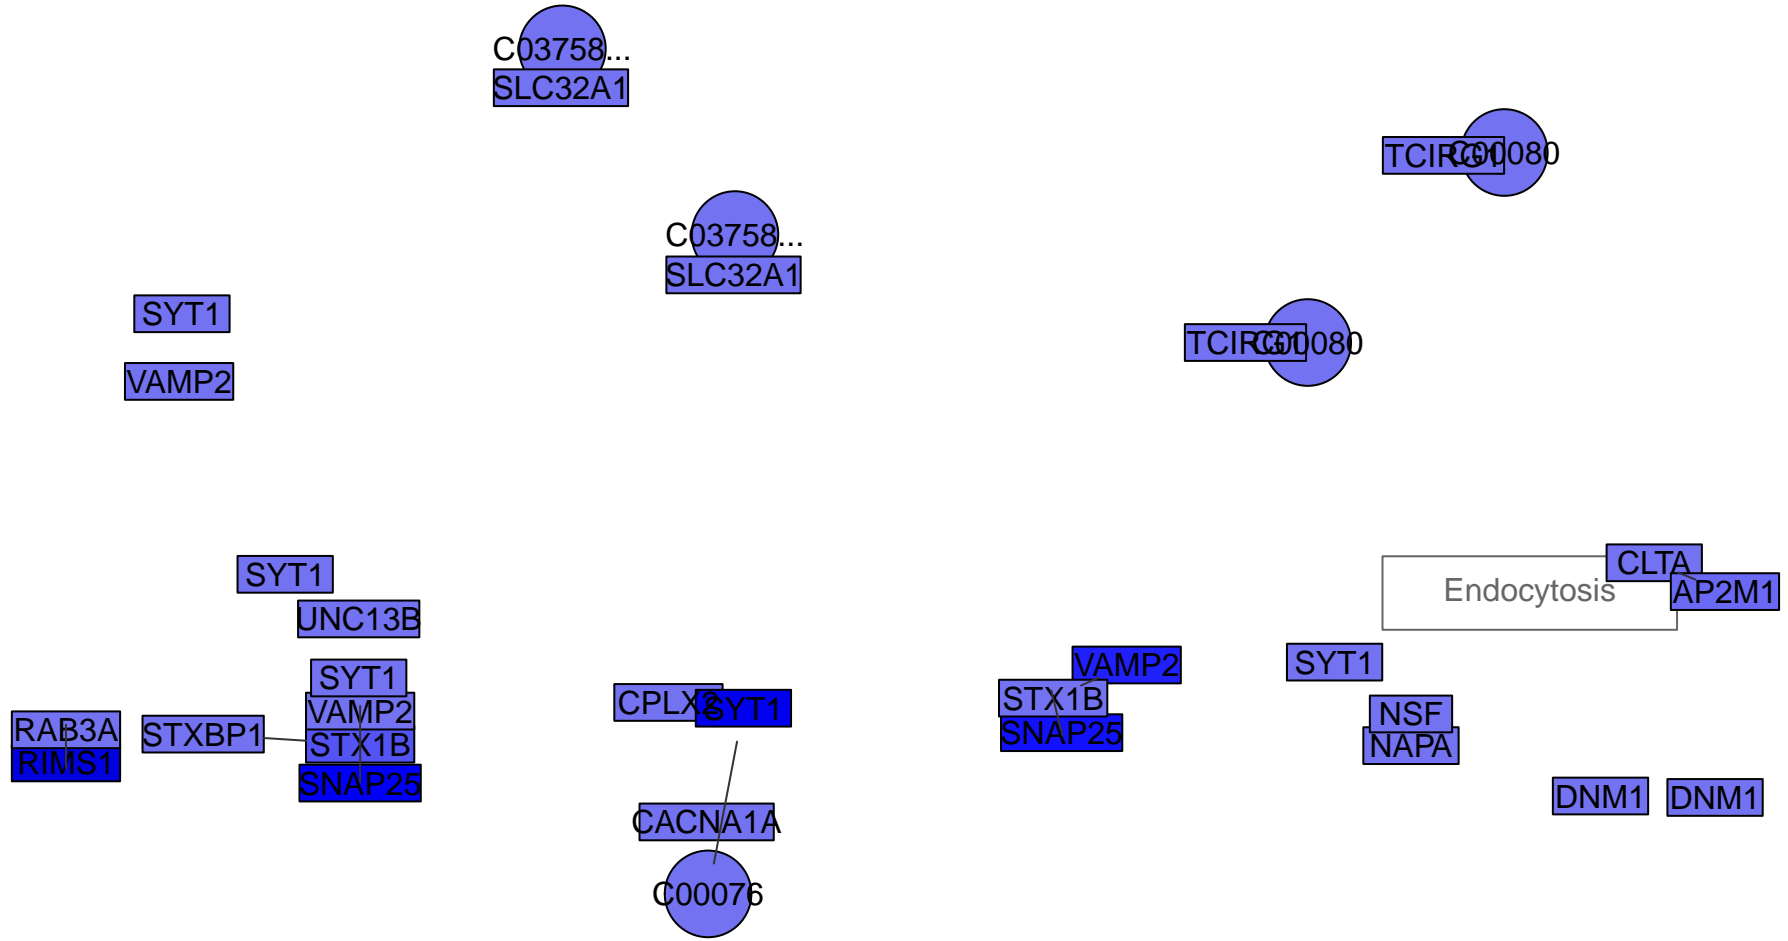 C03758...
SLC32A1
TCIRG1
C00080
C03758...
SLC32A1
SYT1
TCIRG1
C00080
VAMP2
SYT1
CLTA
Endocytosis
AP2M1
UNC13B
SYT1
VAMP2
SYT1
CPLX2
SYT1
STX1B
VAMP2
NSF
RAB3A
STXBP1
STX1B
SNAP25
NAPA
RIMS1
SNAP25
DNM1
DNM1
CACNA1A
C00076